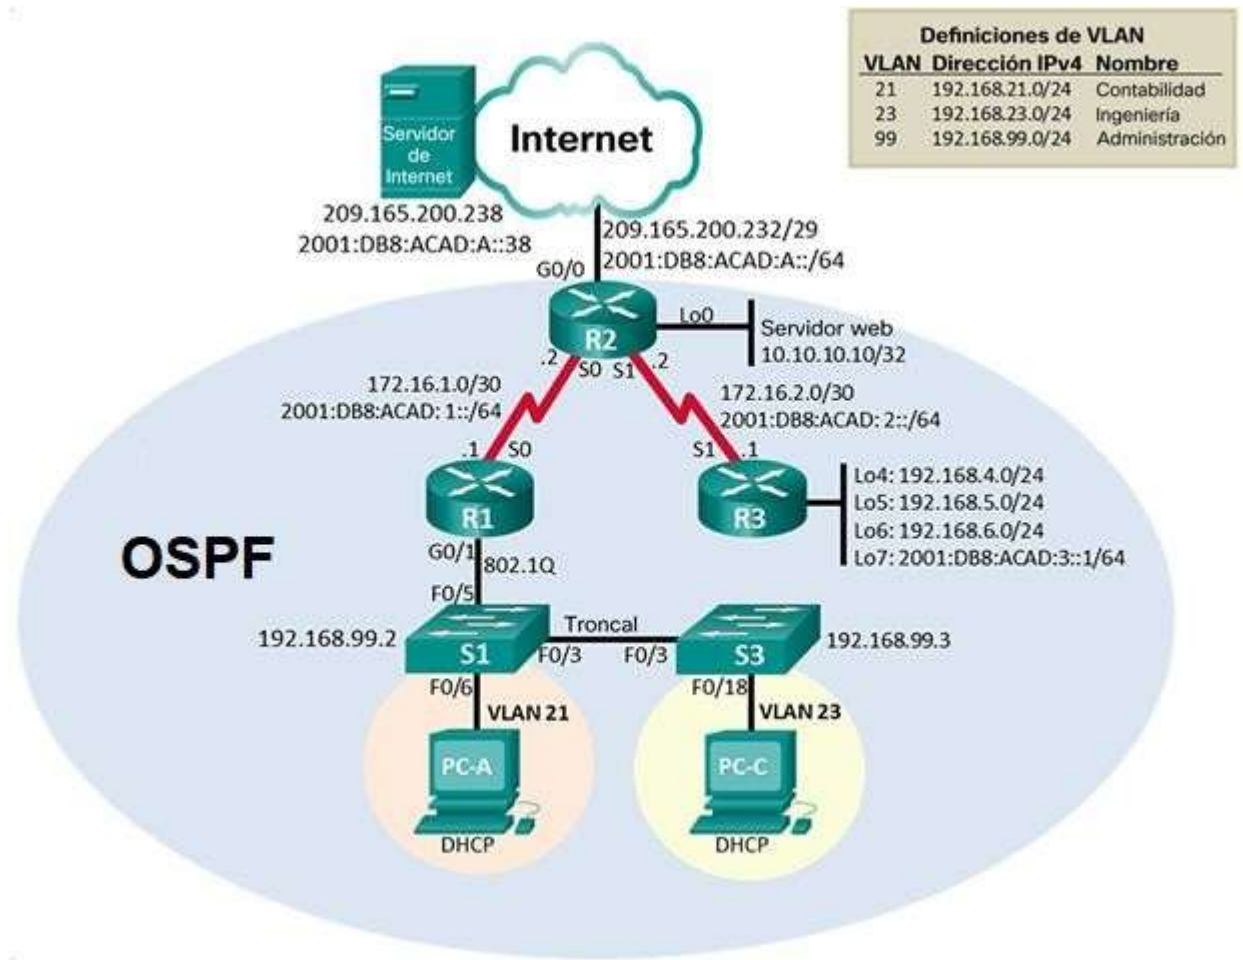 Definiciones de VLAN
VLAN Dirección IPv4 Nombre
21 192.168.21.0/24 Contabilidad
23 192.168.23.0/24 Ingeniería
99 192.168.99.0/24 Administración
Servidor
de
Internet
Internet
209.165.200.238
2001:DB8:ACAD:A::38
209.165.200.232/29
2001:DB8:ACAD:A::/64
G0/0
R2
Lo0
Servidor web
10.10.10.10/32
.2
S0
S1
.2
172.16.1.0/30
2001:DB8:ACAD: 1::/64
172.16.2.0/30
2001:DB8:ACAD: 2::/64
.1
S0
S1
.1
R1
R3
Lo4: 192.168.4.0/24
Lo5: 192.168.5.0/24
Lo6: 192.168.6.0/24
Lo7: 2001:DB8:ACAD:3::1/64
OSPF
G0/1
802.1Q
F0/5
192.168.99.2
S1
Troncal
F0/3
F0/3
S3
192.168.99.3
F0/6
VLAN 21
F0/18
VLAN 23
PC-A
DHCP
PC-C
DHCP